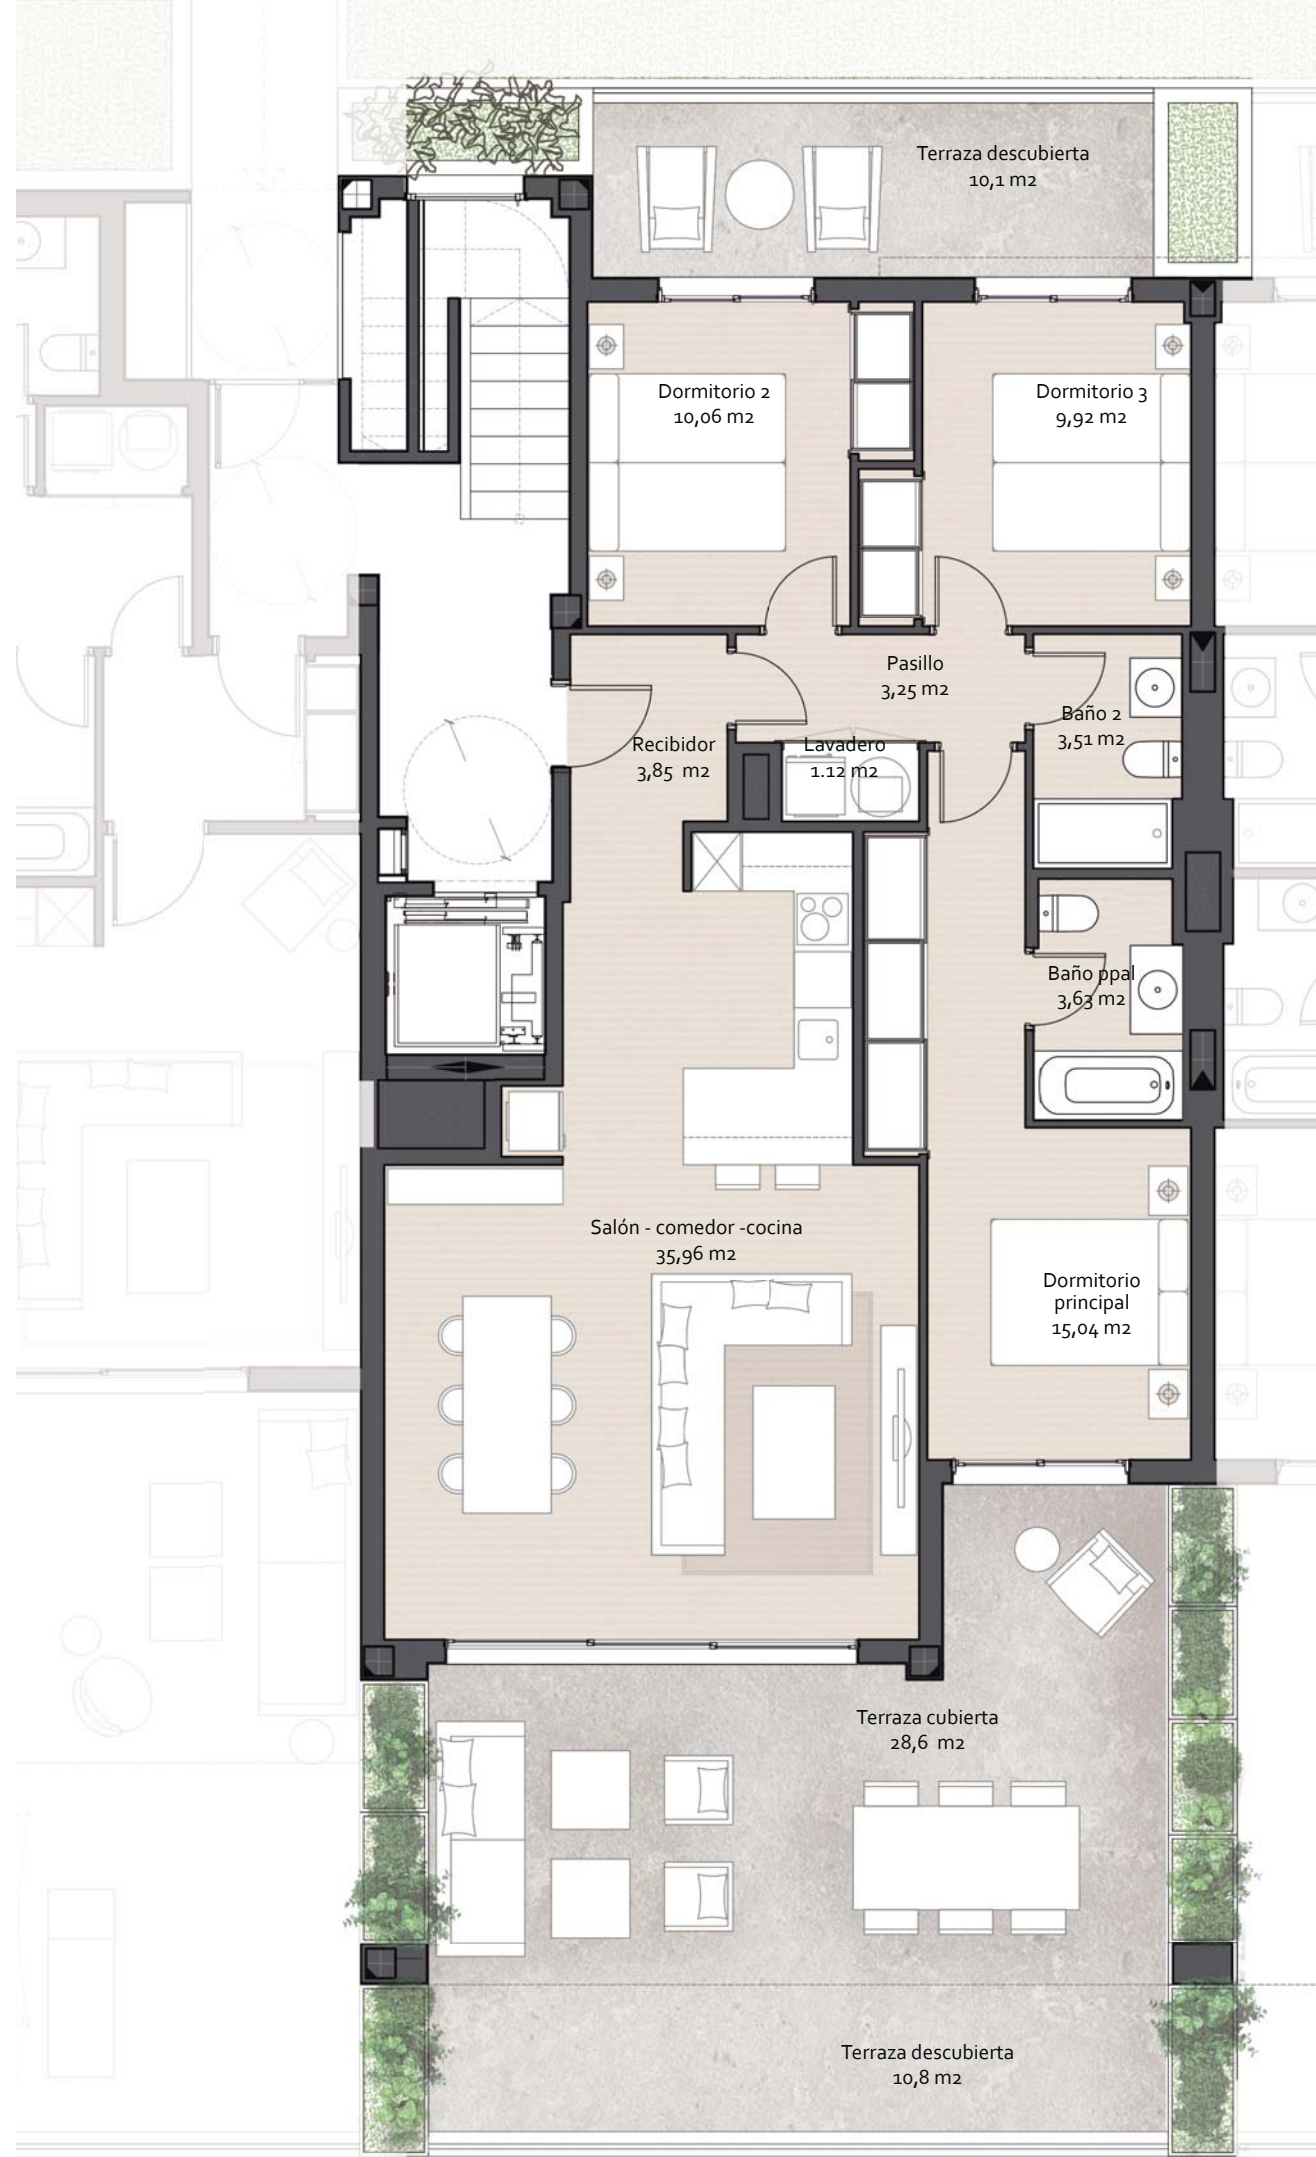 Terraza descubierta
10,1 m2
Dormitorio 2
10,06 m2
Dormitorio 3
9,92 m2
Pasillo
3,25 m2
Baño 2
3,51 m2
Recibidor
3,85 m2
Lavadero
1.12 m2
Baño ppal
3,63 m2
Salón - comedor -cocina
35,96 m2
Dormitorio
principal
15,04 m2
Terraza cubierta
28,6 m2
Terraza descubierta
10,8 m2